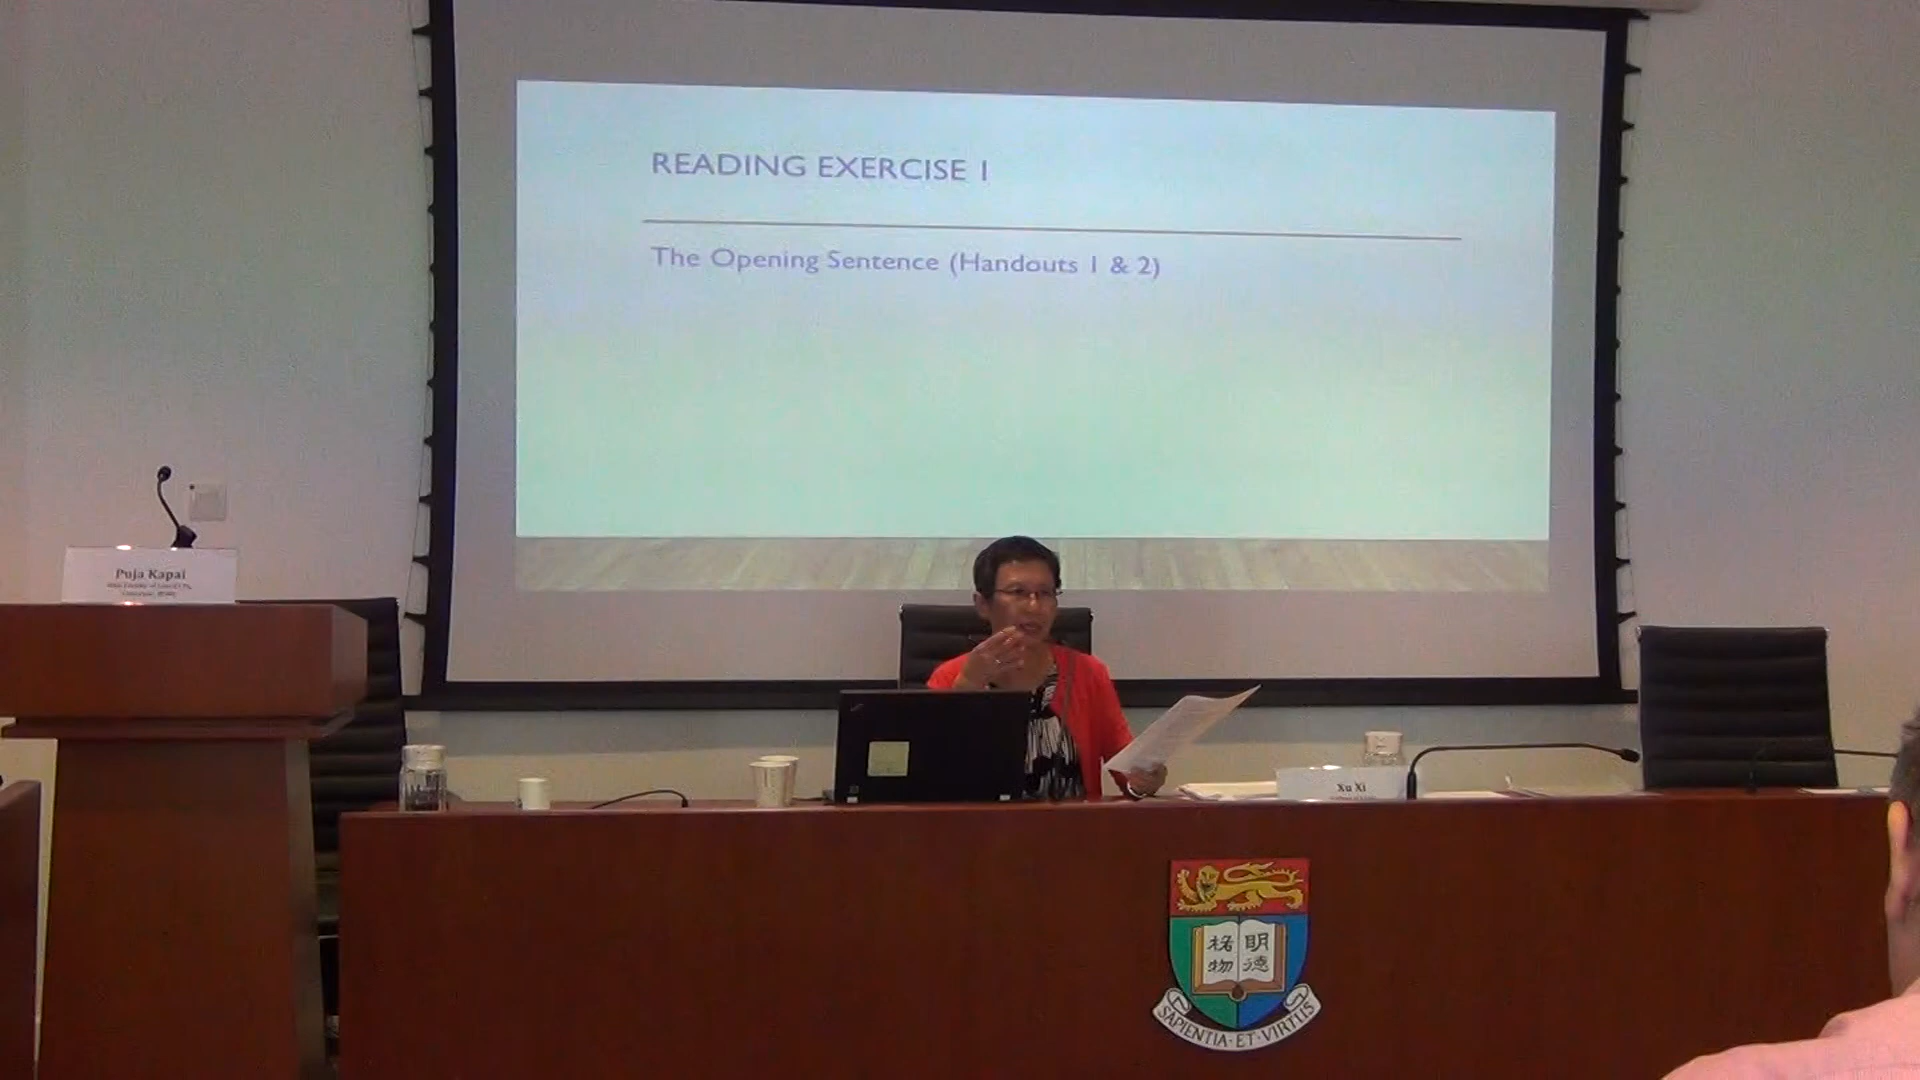 READING EXERCISE 1
The Opening Sentence (Handouts 1 & 2)
Puja Kapai
Xu Xi
格 明
物 德
SAPIENTIA·ET·VIRTUS